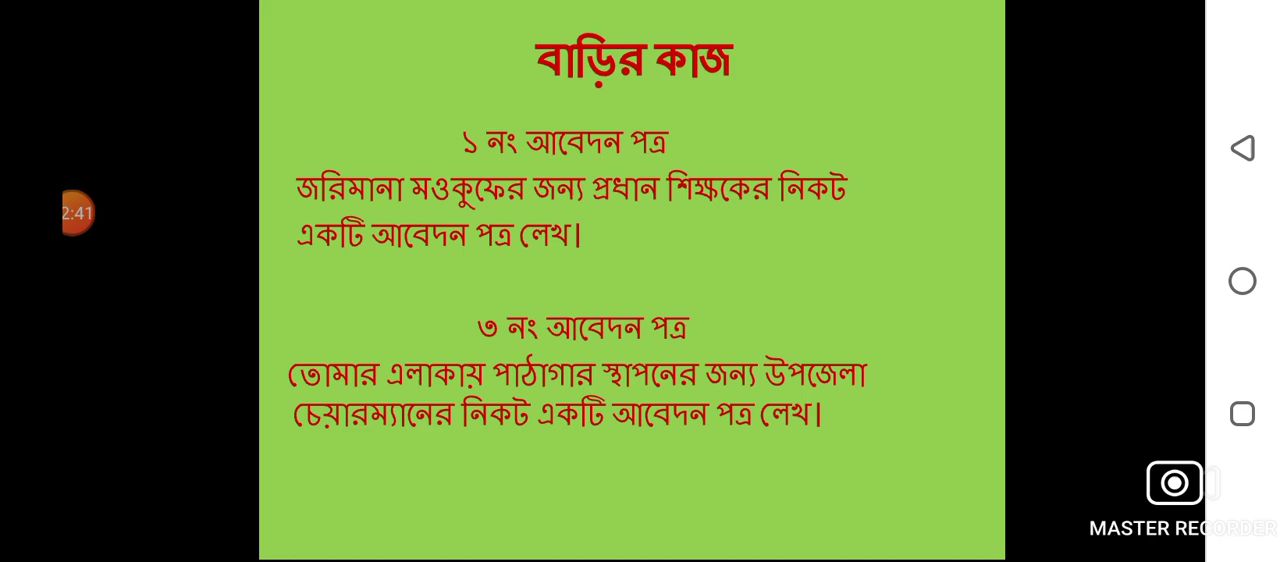 বাড়ির কাজ
১ নং আবেদন পত্র
জরিমানা মওকুফের জন্য প্রধান শিক্ষকের নিকট
একটি আবেদন পত্র লেখ।
2:41
৩ নং আবেদন পত্র
তোমার এলাকায় পাঠাগার স্থাপনের জন্য উপজেলা
চেয়ারম্যানের নিকট একটি আবেদন পত্র লেখ।
MASTER RECORDER